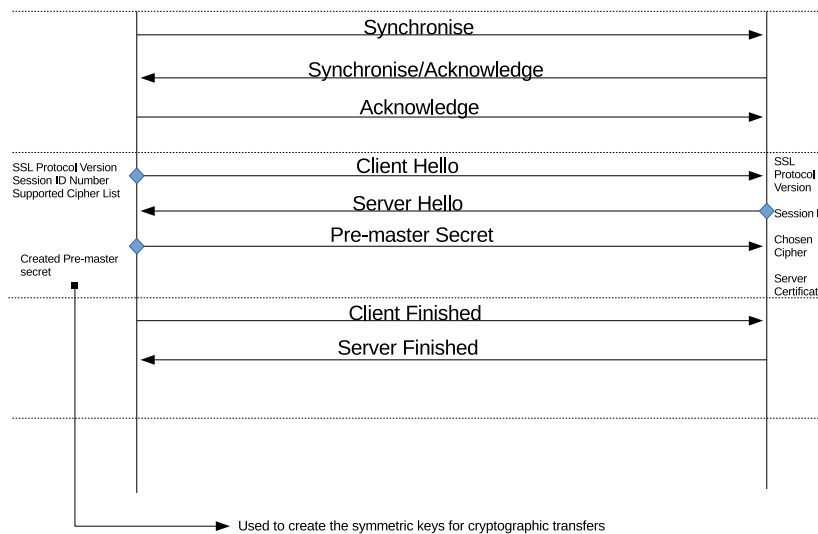 Synchronise
Synchronise/Acknowledge
Acknowledge
SSL Protocol Version
Session ID Number
Supported Cipher List
Client Hello
SSL
Protocol
Version
Server Hello
Session I
Pre-master Secret
Chosen
Cipher
Created Pre-master
secret
Server
Certificat
Client Finished
Server Finished
Used to create the symmetric keys for cryptographic transfers